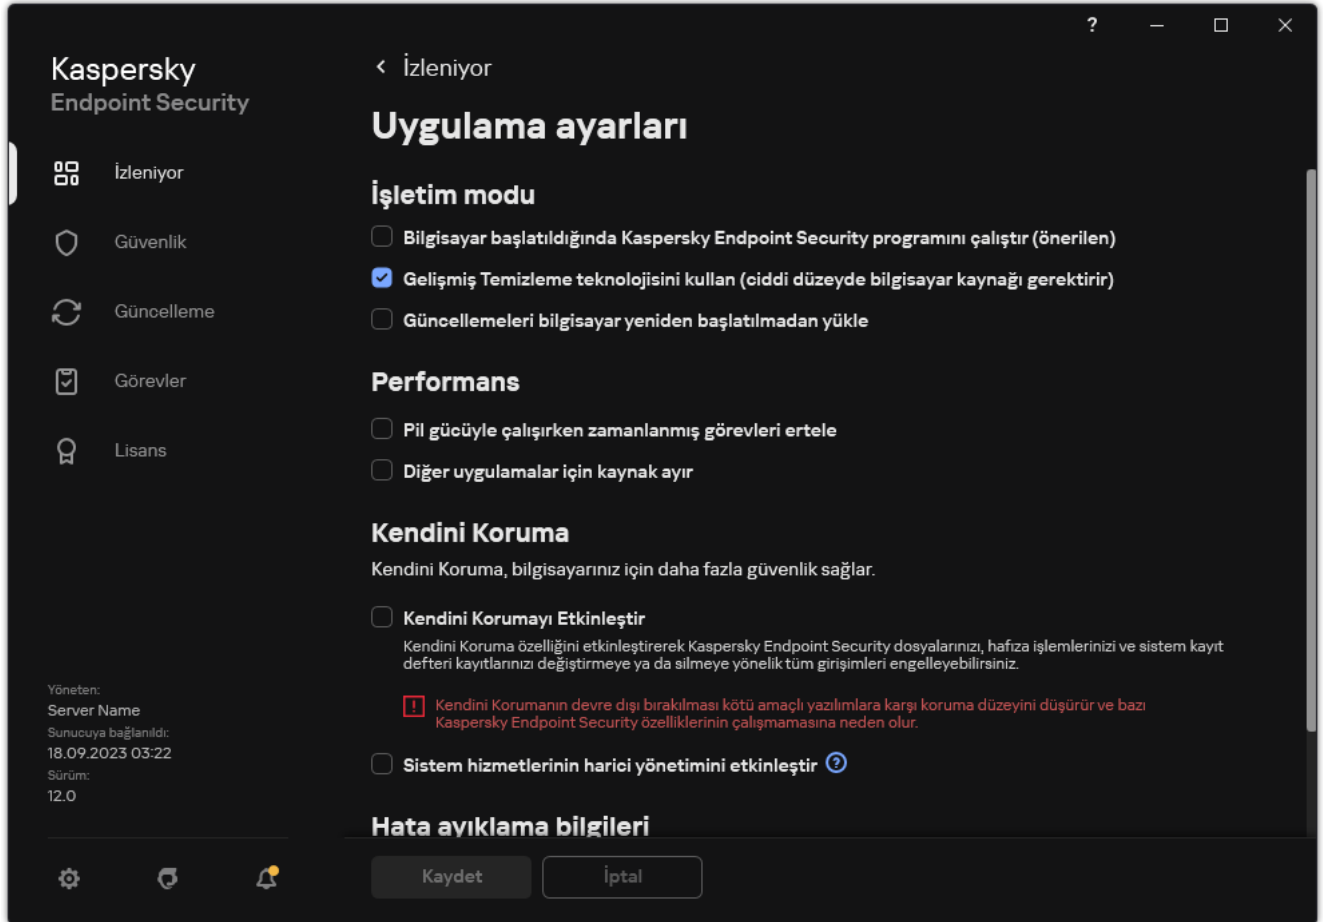 Kaspersky
Endpoint Security
İzleniyor
Güvenlik
Güncelleme
Görevler
Lisans
Yöneten:
Server Name
Sunucuya bağlanıldı:
18.09.2023 03:22
Sürüm:
12.0
?
İzleniyor
Uygulama ayarları
İşletim modu
Bilgisayar başlatıldığında Kaspersky Endpoint Security programını çalıştır (önerilen)
Gelişmiş Temizleme teknolojisini kullan (ciddi düzeyde bilgisayar kaynağı gerektirir)
Güncellemeleri bilgisayar yeniden başlatılmadan yükle
Performans
Pil gücüyle çalışırken zamanlanmış görevleri ertele
Diğer uygulamalar için kaynak ayır
Kendini Koruma
Kendini Koruma, bilgisayarınız için daha fazla güvenlik sağlar.
Kendini Korumayı Etkinleştir
Kendini Koruma özelliğini etkinleştirerek Kaspersky Endpoint Security dosyalarınızı, hafıza işlemlerinizi ve sistem kayıt
defteri kayıtlarınızı değiştirmeye ya da silmeye yönelik tüm girişimleri engelleyebilirsiniz.
Kendini Korumanın devre dışı bırakılması kötü amaçlı yazılımlara karşı koruma düzeyini düşürür ve bazı
Kaspersky Endpoint Security özelliklerinin çalışmamasına neden olur.
Sistem hizmetlerinin harici yönetimini etkinleştir ?
Hata ayıklama bilgileri
Kaydet
İptal